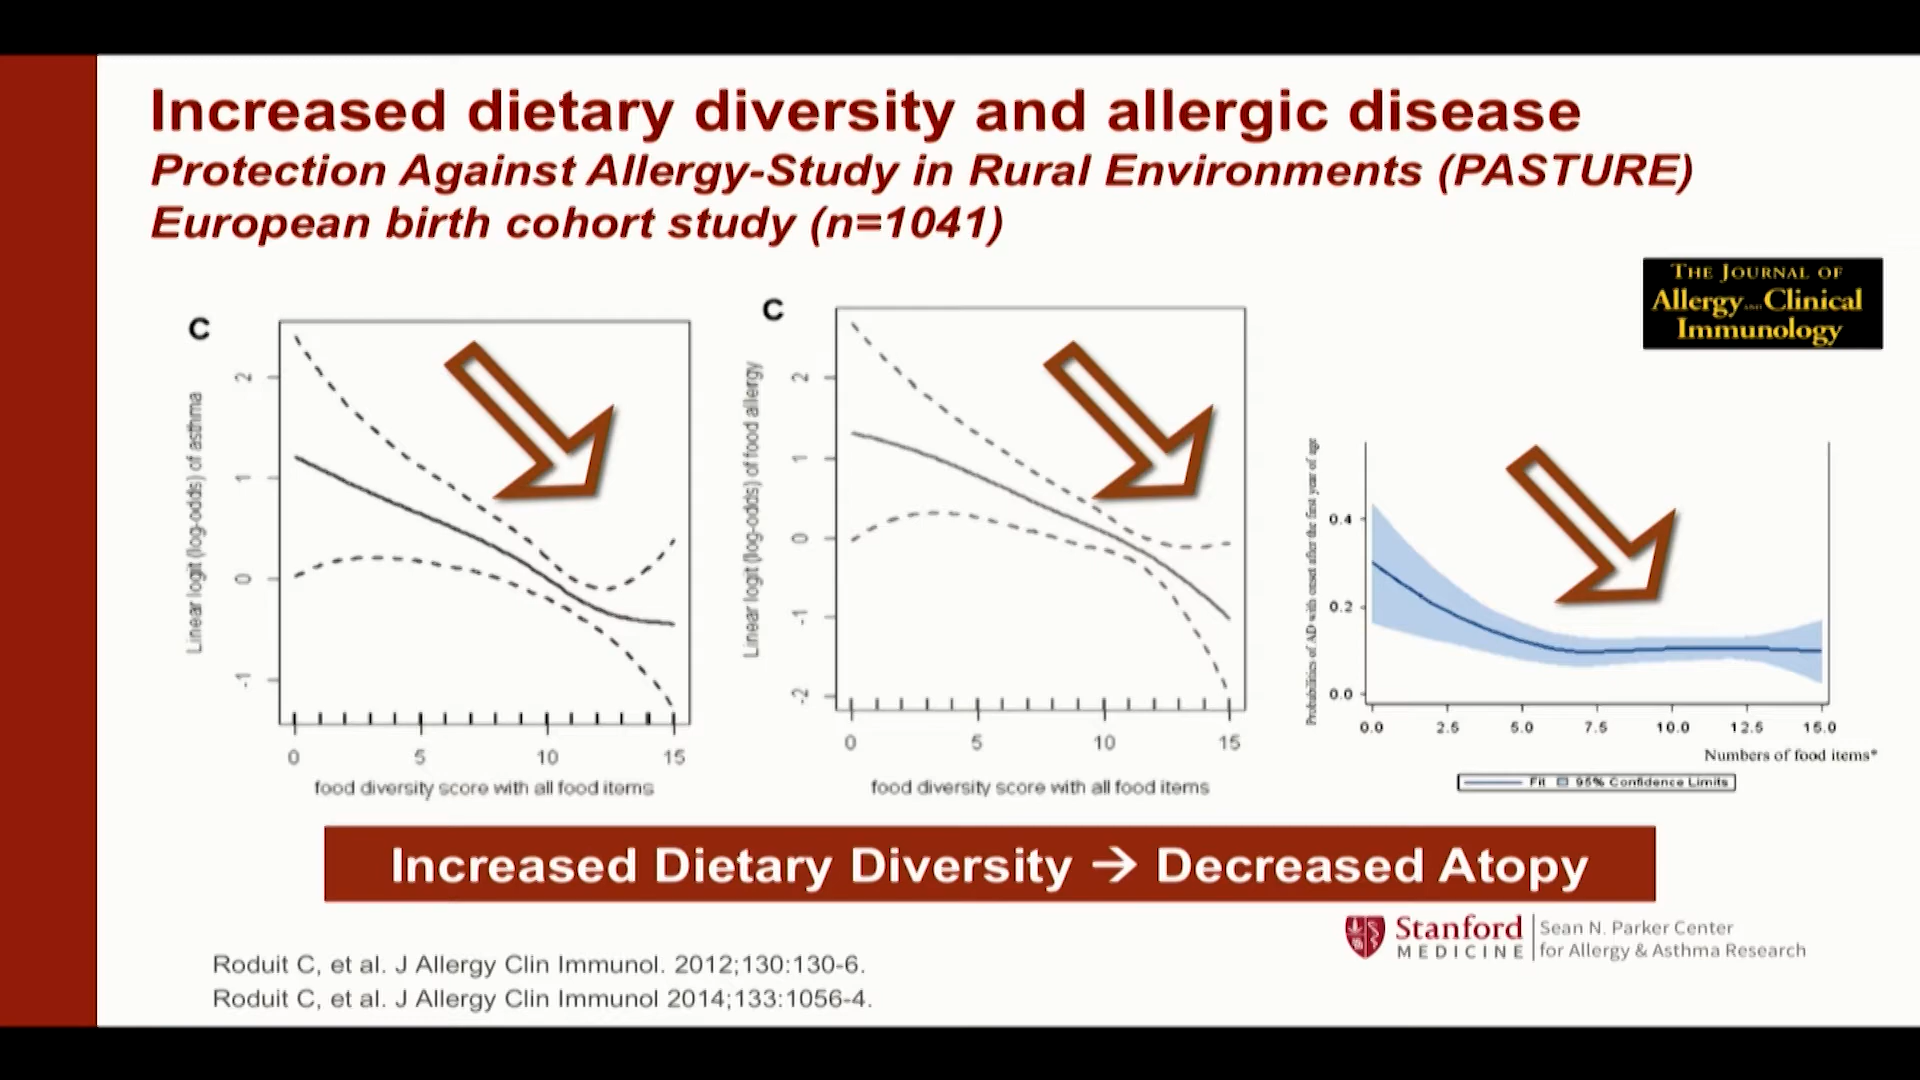 Increased dietary diversity and allergic disease
Protection Against Allergy-Study in Rural Environments (PASTURE)
European birth cohort study (n=1041)
THE JOURNAL OF
Allergy AND Clinical
Immunology
C
Linear logit (log-odds) of asthma
2
1
0
-1
0 5 10 15
food diversity score with all food items
C
Linear logit (log-odds) of food allergy
2
1
0
-1
-2
0 5 10 15
food diversity score with all food items
Probabilities of AD with onset after the first year of age
0.4
0.2
0.0
0.0 2.5 5.0 7.5 10.0 12.5 15.0
Numbers of food items*
Fit 95% Confidence Limits
Increased Dietary Diversity → Decreased Atopy
Stanford
MEDICINE
Sean N. Parker Center
for Allergy & Asthma Research
Roduit C, et al. J Allergy Clin Immunol. 2012;130:130-6.
Roduit C, et al. J Allergy Clin Immunol 2014;133:1056-4.